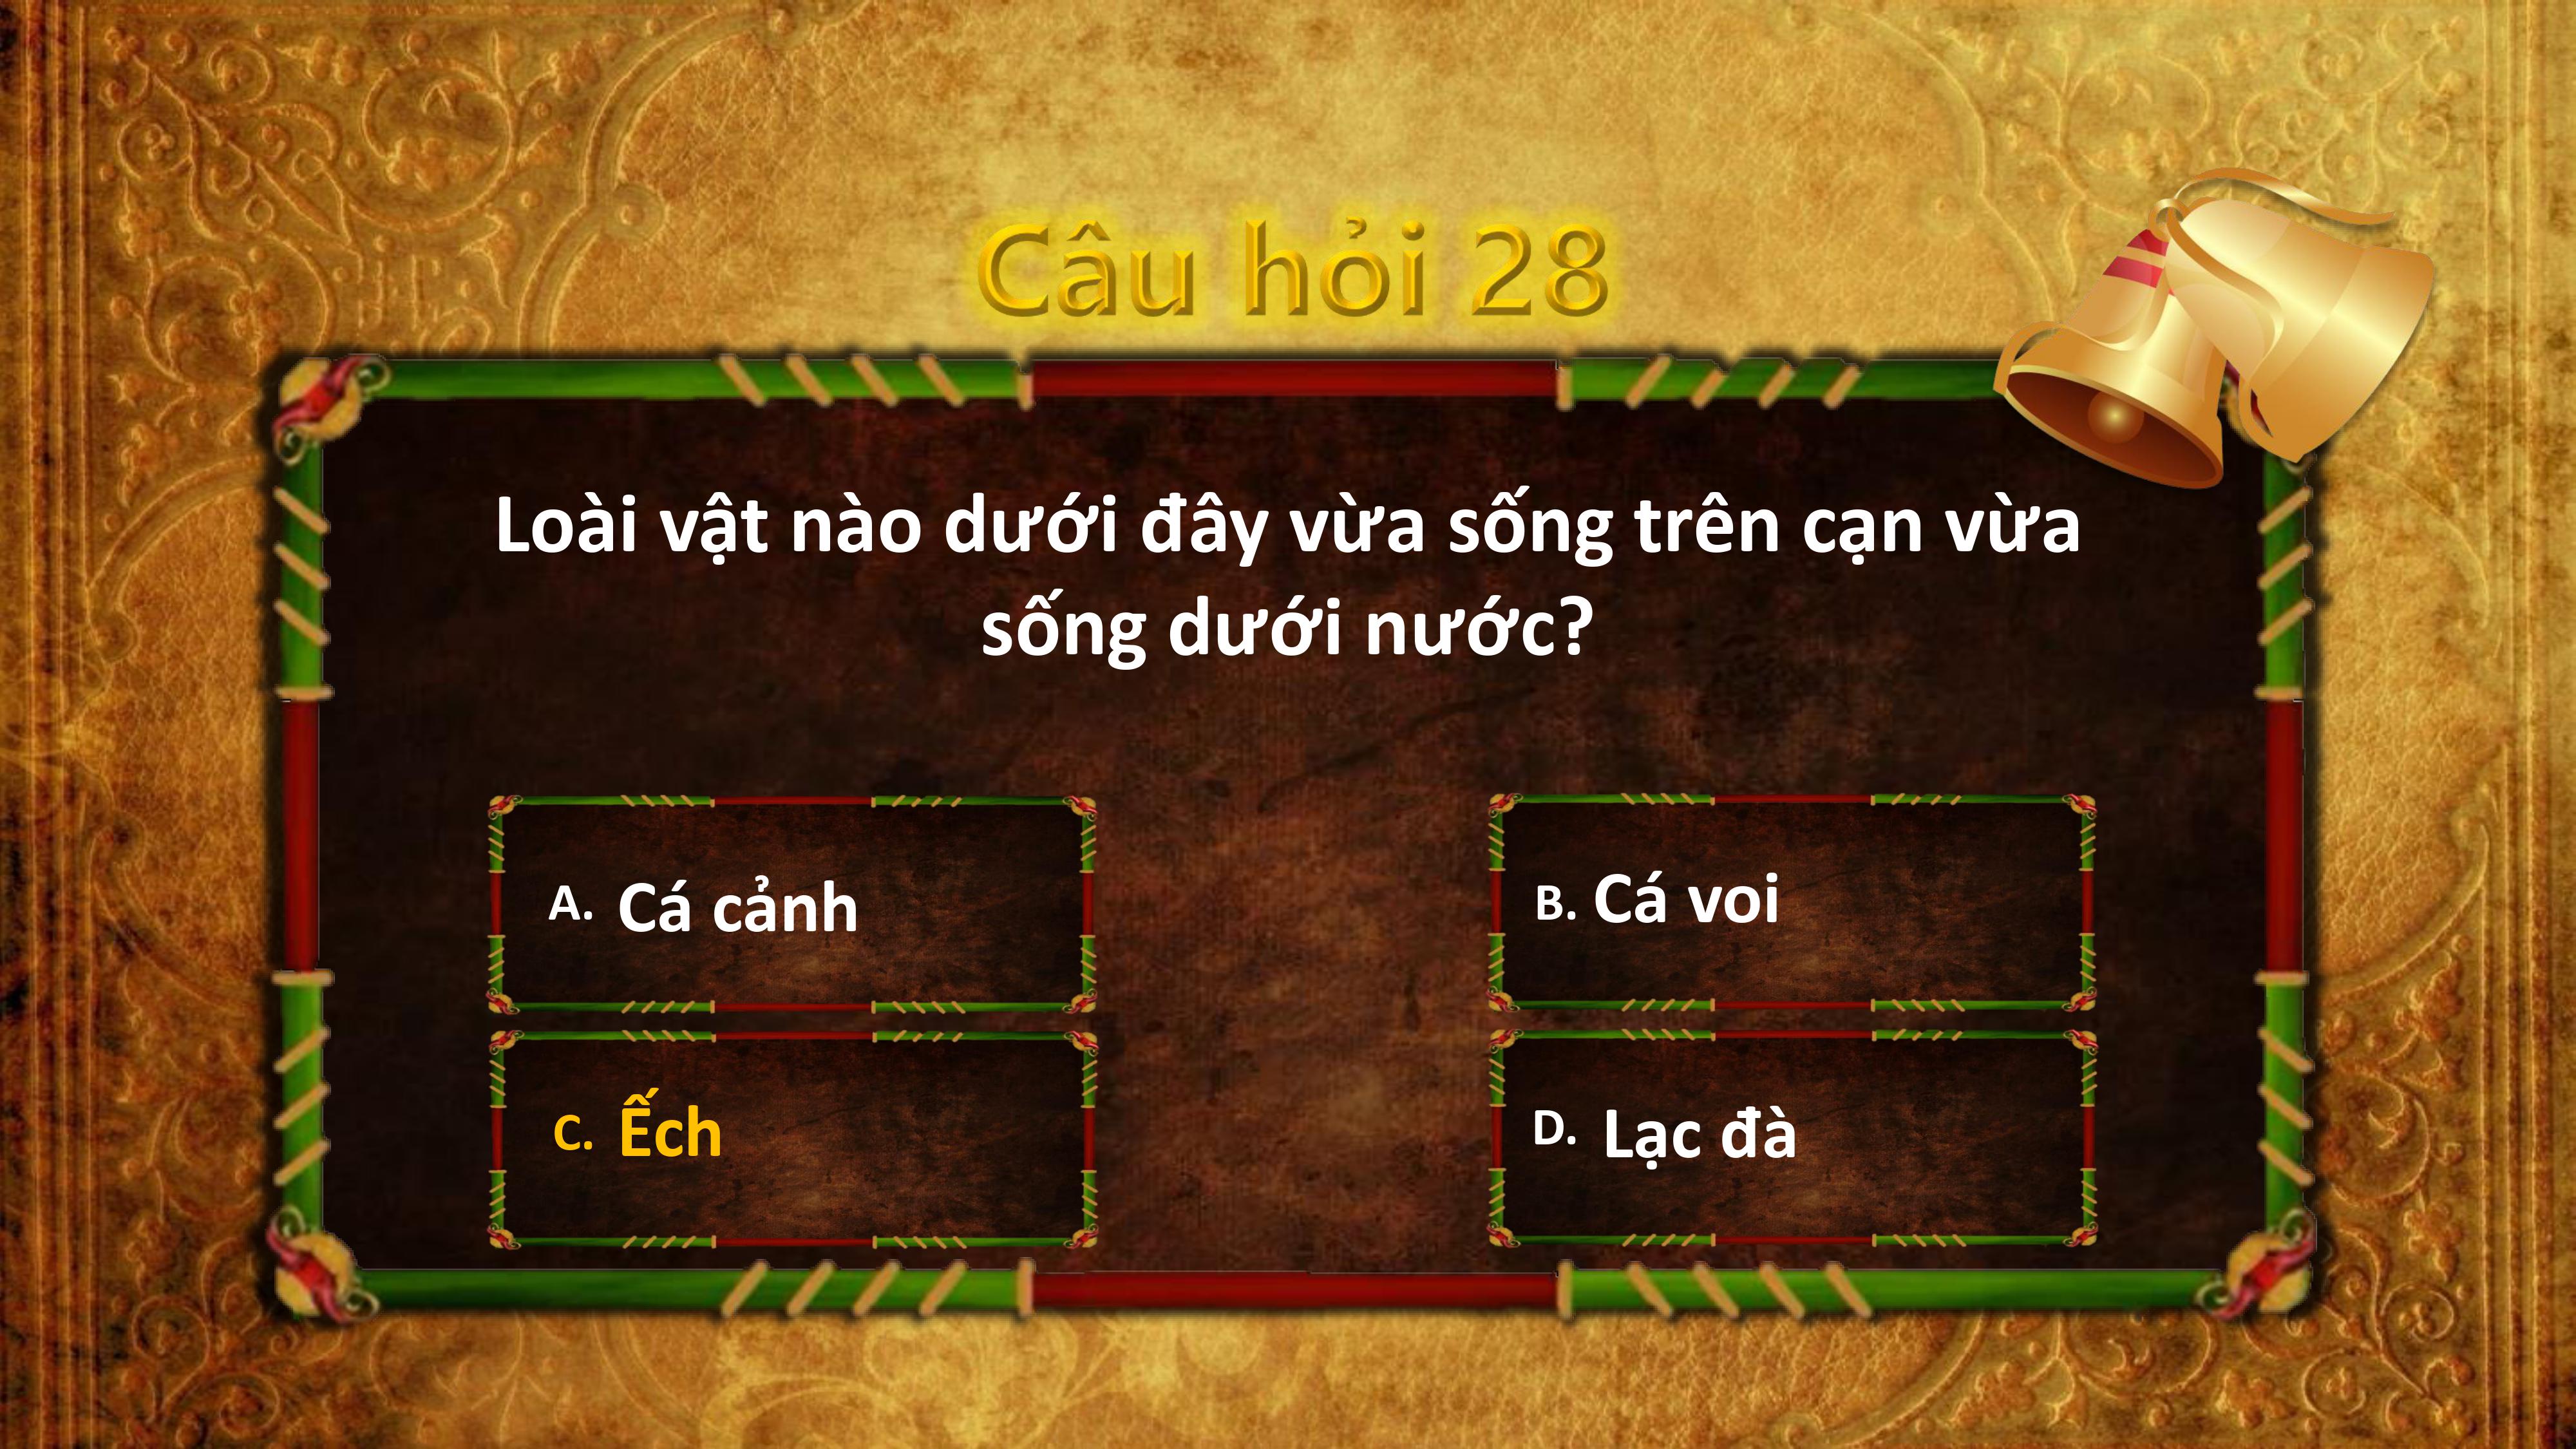 Câu hỏi 28
Loài vật nào dưới đây vừa sống trên cạn vừa
sống dưới nước?
A. Cá cảnh
B. Cá voi
C. Ếch
D. Lạc đà